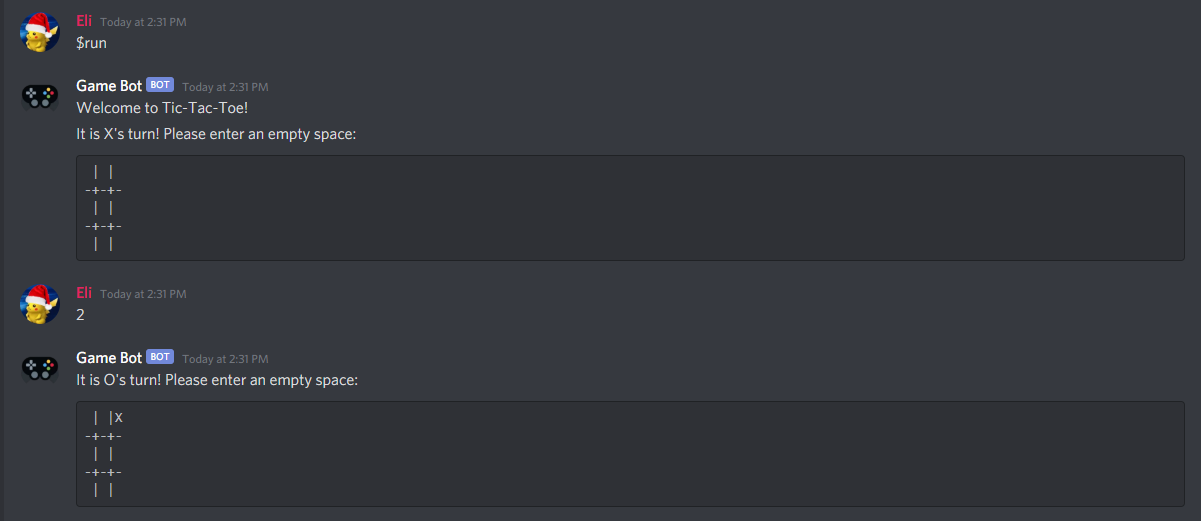 Eli Today at 2:31 PM
$run
Game Bot BOT Today at 2:31 PM
Welcome to Tic-Tac-Toe!
It is X's turn! Please enter an empty space:
 | |
-+-+-
 | |
-+-+-
 | |
Eli Today at 2:31 PM
2
Game Bot BOT Today at 2:31 PM
It is O's turn! Please enter an empty space:
 | |X
-+-+-
 | |
-+-+-
 | |